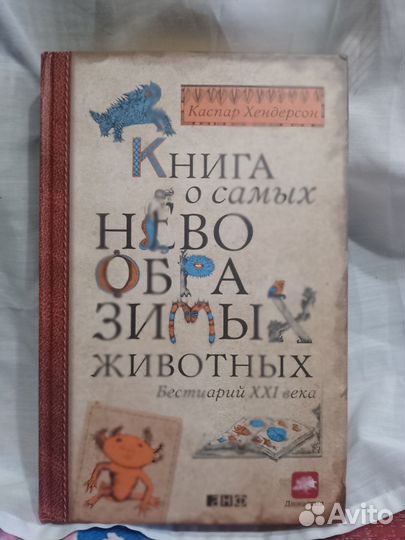 Каспар Хендерсон
Книга
о самых
НЕВО
ОБРА
ЗИМЫХ
ЖИВОТНЫХ
Бестиарий XXI века
Avito